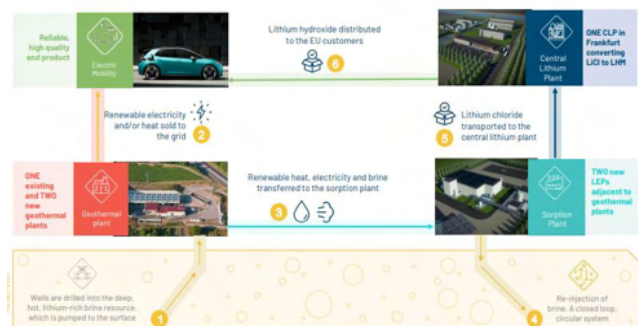 Reliable,
high quality
end product
Electric
Mobility
Lithium hydroxide distributed
to the EU customers
6
Central
Lithium
Plant
ONE CLP in
Frankfurt
converting
LiCl to LHM
Renewable electricity
and/or heat sold to
the grid
2
5
Lithium chloride
transported to the
central lithium plant
ONE
existing
and TWO
new
geothermal
plants
Geothermal
plant
Renewable heat, electricity and brine
transferred to the sorption plant
3
Sorption
Plant
TWO new
LEPs
adjacent to
geothermal
plants
Wells are drilled into the deep,
hot, lithium-rich brine resource,
which is pumped to the surface
1
4
Re-injection of
brine. A closed loop,
circular system